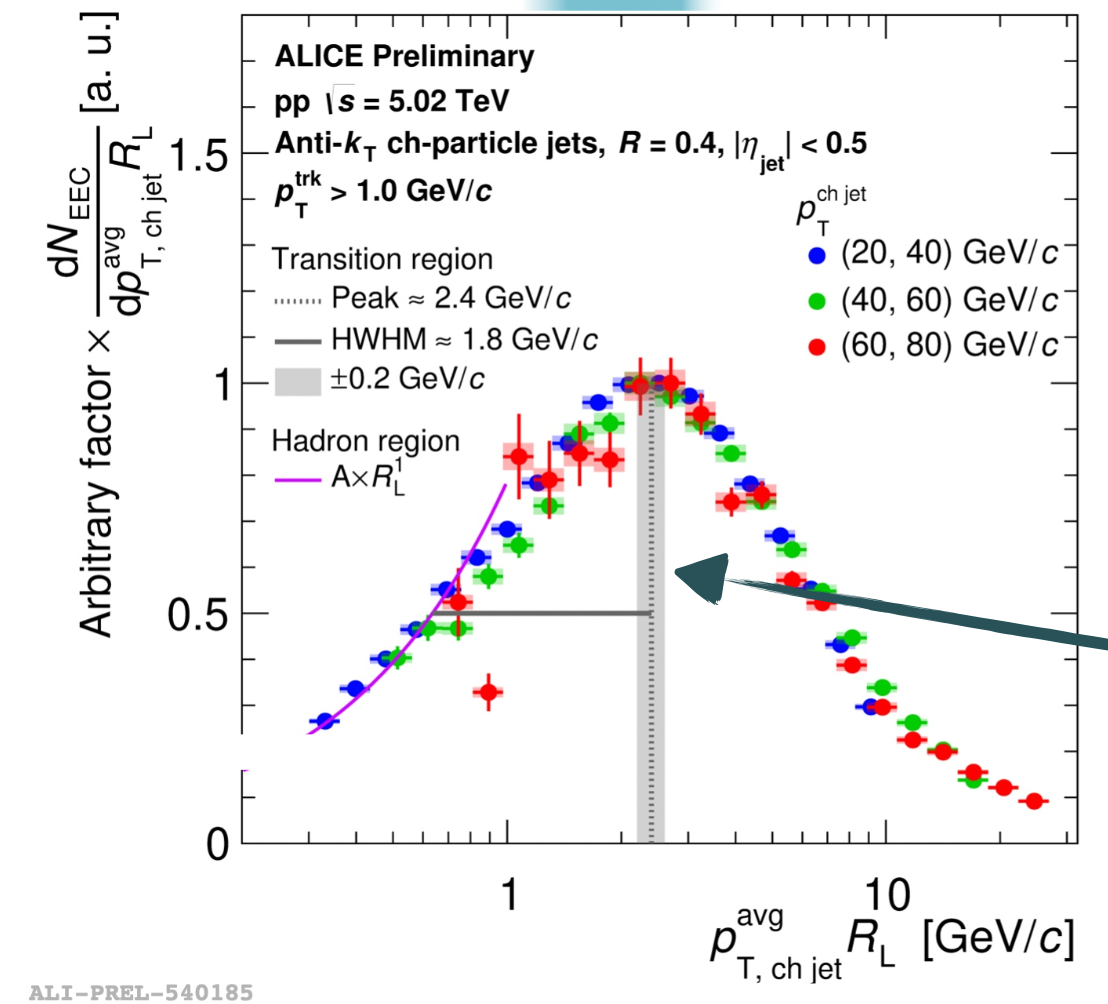 ALICE Preliminary
pp √s = 5.02 TeV
Anti-kT ch-particle jets, R = 0.4, |ηjet| < 0.5
pTtrk > 1.0 GeV/c
Transition region
Peak ≈ 2.4 GeV/c
HWHM ≈ 1.8 GeV/c
±0.2 GeV/c
Hadron region
A×RL1
pTch jet
(20, 40) GeV/c
(40, 60) GeV/c
(60, 80) GeV/c
Arbitrary factor × dNEEC / dpT, ch jetavg RL [a. u.]
1.5
1
0.5
0
1
10
pT, ch jetavg RL [GeV/c]
ALI-PREL-540185